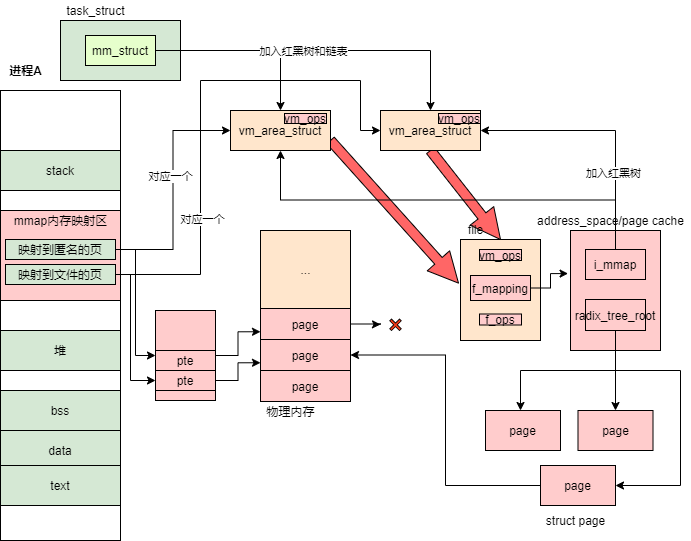 task_struct
mm_struct
加入红黑树和链表
进程A
vm_ops
vm_area_struct
vm_ops
vm_area_struct
stack
对应一个
加入红黑树
mmap内存映射区
对应一个
address_space/page cache
file
映射到匿名的页
vm_ops
i_mmap
映射到文件的页
...
f_mapping
radix_tree_root
f_ops
page
堆
pte
page
pte
page
物理内存
bss
page
page
data
text
page
struct page